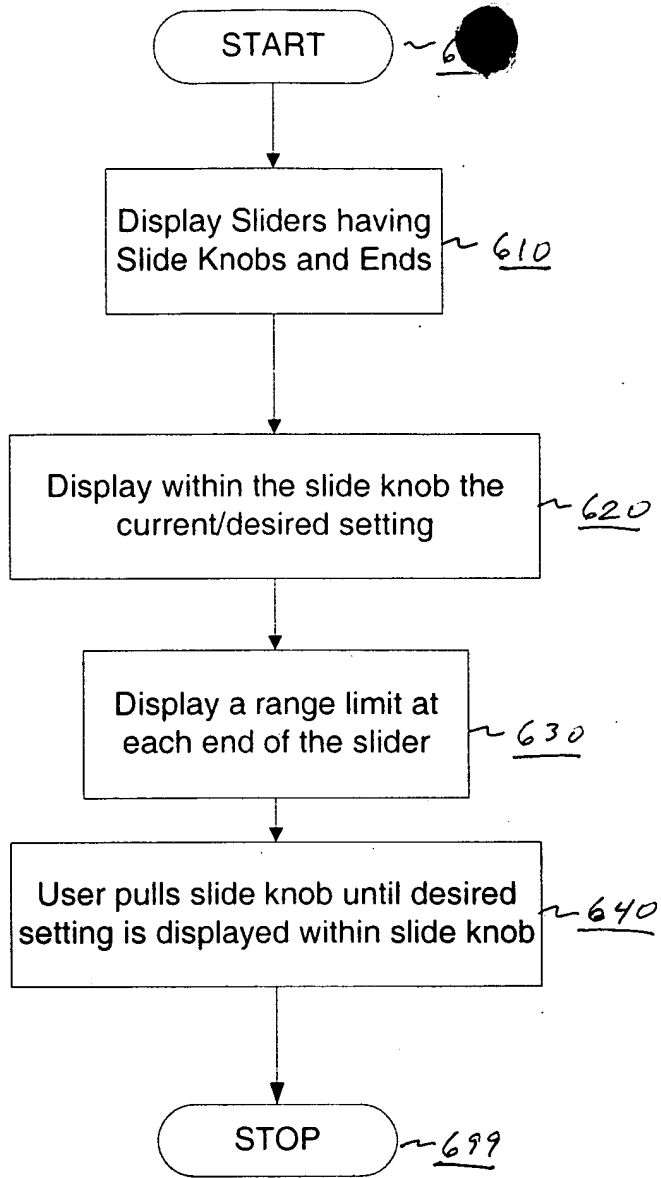 START
Display Sliders having
Slide Knobs and Ends
610
Display within the slide knob the
current/desired setting
620
Display a range limit at
each end of the slider
630
User pulls slide knob until desired
setting is displayed within slide knob
640
STOP
699